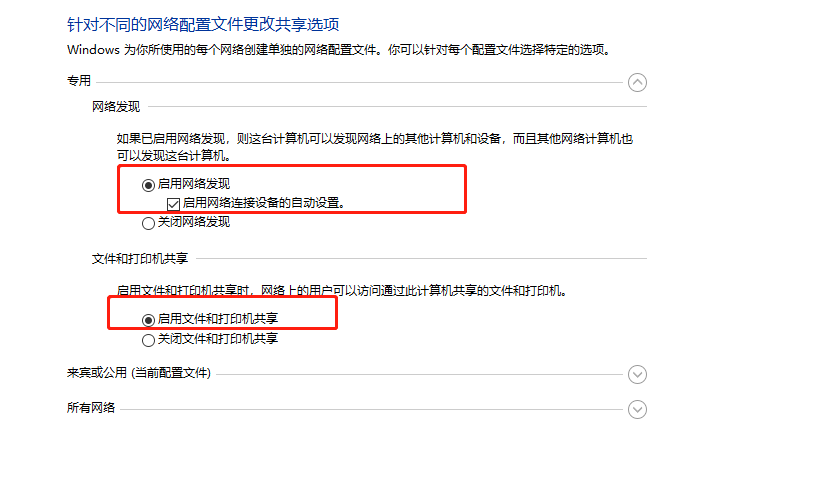 针对不同的网络配置文件更改共享选项
Windows 为你所使用的每个网络创建单独的网络配置文件。你可以针对每个配置文件选择特定的选项。
专用
网络发现
如果已启用网络发现，则这台计算机可以发现网络上的其他计算机和设备，而且其他网络计算机也
可以发现这台计算机。
启用网络发现
启用网络连接设备的自动设置。
关闭网络发现
文件和打印机共享
启用文件和打印机共享时，网络上的用户可以访问通过此计算机共享的文件和打印机。
启用文件和打印机共享
关闭文件和打印机共享
来宾或公用 (当前配置文件)
所有网络